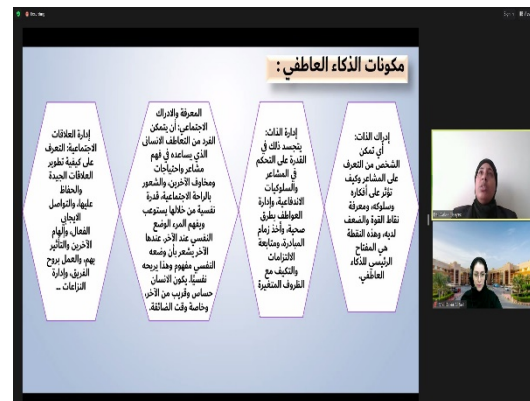 Recording
مكونات الذكاء العاطفي :
إدراك الذات:
أي تمكن
الشخص من التعرف
على المشاعر وكيف
تؤثر على أفكاره
وسلوكه، ومعرفة
نقاط القوة والضعف
لديه، وهذه النقطة
هي المفتاح
الرئيسي للذكاء
العاطفي.
إدارة الذات:
يتجسد ذلك في
القدرة على التحكم
في المشاعر
والسلوكيات
الاندفاعية، وإدارة
العواطف بطرق
صحية، وأخذ زمام
المبادرة، ومتابعة
الالتزامات
والتكيف مع
الظروف المتغيرة
المعرفة والادراك
الاجتماعي: أن يتمكن
الفرد من التعاطف الانساني
الذي يساعده في فهم
مشاعر واحتياجات
ومخاوف الآخرين، والشعور
بالراحة الاجتماعية، قدرة
نفسية من خلالها يستوعب
ويفهم المرء الوضع
النفسي عند الآخر، عندها
الآخر يشعر بأن وضعه
النفسي مفهوم وهذا يريحه
نفسيًا. يكون الانسان
حساس وقريب من الآخر،
وخاصة وقت الضائقة.
إدارة العلاقات
الاجتماعية: التعرف
على كيفية تطوير
العلاقات الجيدة
والحفاظ
عليها، والتواصل
الايجابي
الفعال، وإلهام
الآخرين والتأثير
بهم، والعمل بروح
الفريق، وإدارة
النزاعات ..